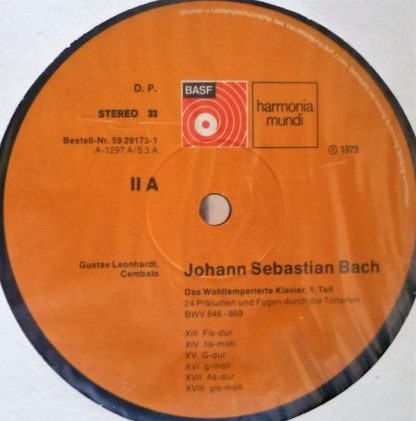 D. P.
STEREO 33
Bestell-Nr. 59 29173-1
A-1297 A/S 3 A
BASF
harmonia
mundi
℗ 1973
II A
Gustav Leonhardt,
Cembalo
Johann Sebastian Bach
Das Wohltemperierte Klavier, 1. Teil
24 Präludien und Fugen durch die Tonarten
BWV 846-869
XIII Fis-dur
XIV fis-moll
XV G-dur
XVI g-moll
XVII As-dur
XVIII gis-moll